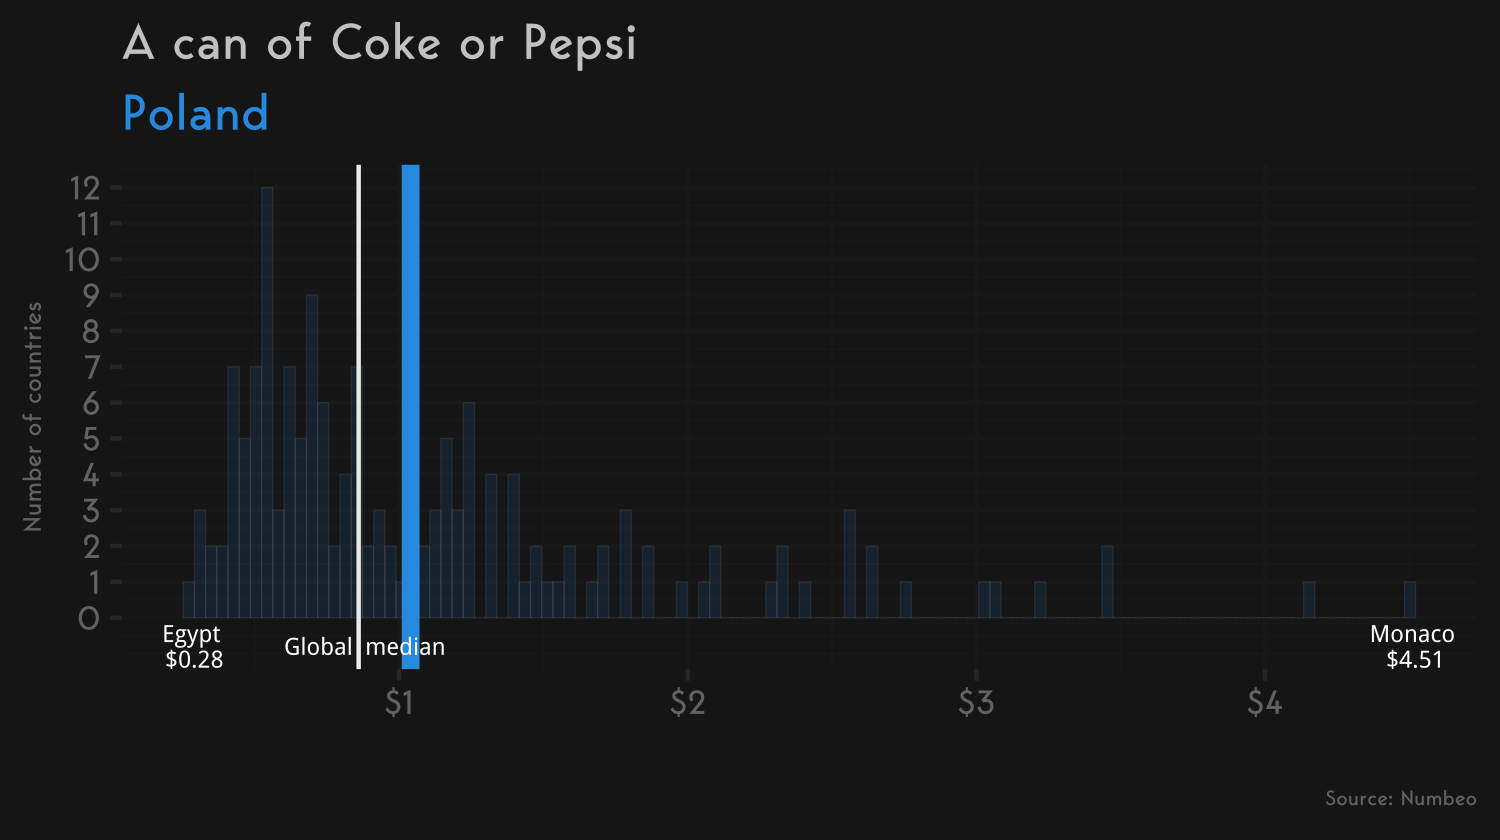 A can of Coke or Pepsi
Poland
Number of countries
12
11
10
9
8
7
6
5
4
3
2
1
0
Egypt
$0.28
Global median
Monaco
$4.51
$1 $2 $3 $4
Source: Numbeo